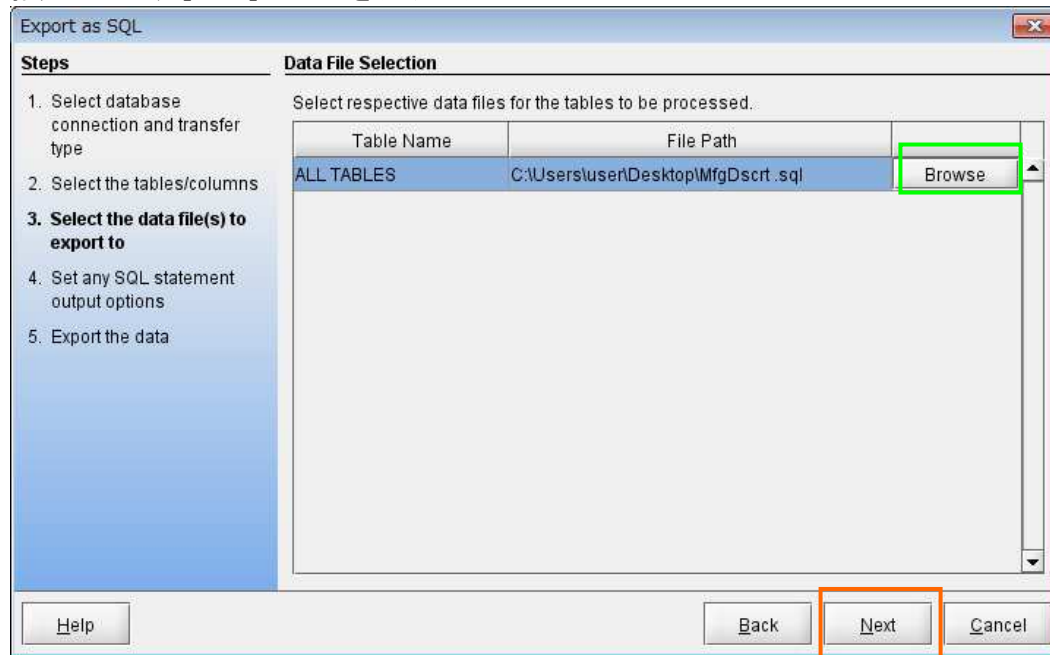 Export as SQL
Steps
1. Select database
connection and transfer
type
2. Select the tables/columns
3. Select the data file(s) to
export to
4. Set any SQL statement
output options
5. Export the data
Data File Selection
Select respective data files for the tables to be processed.
Table Name File Path
ALL TABLES C:\Users\user\Desktop\MfgDscrt .sql Browse
Help Back Next Cancel